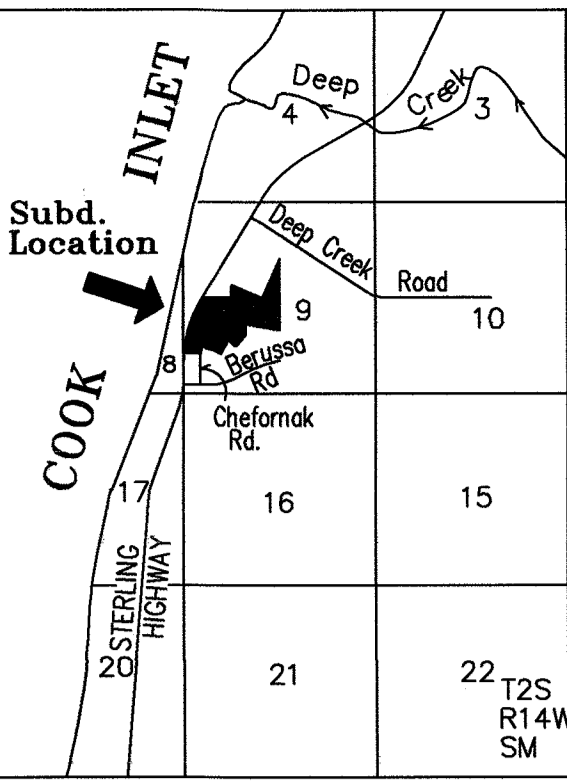 Deep
Creek
4
3
INLET
Subd.
Location
Deep Creek
Road
9
10
8
Berussa
Rd
Chefornak
Rd.
COOK
17
16
15
STERLING
HIGHWAY
20
21
22
T2S
R14W
SM